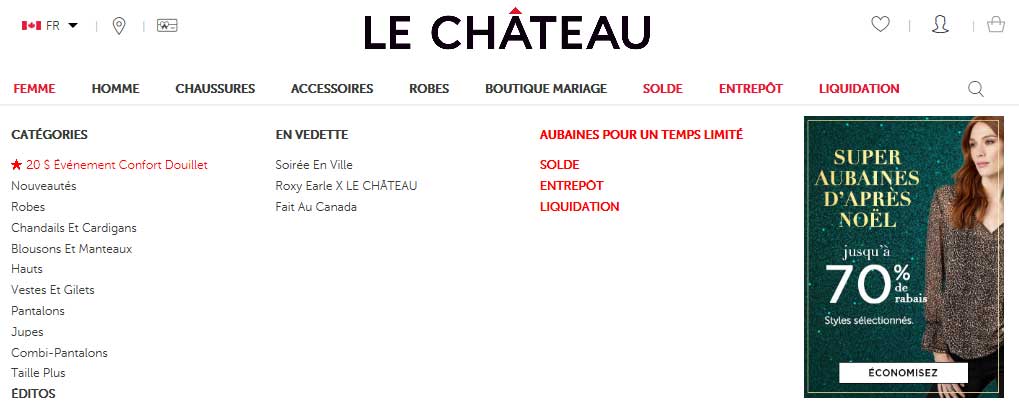 FR
LE CHÂTEAU
FEMME HOMME CHAUSSURES ACCESSOIRES ROBES BOUTIQUE MARIAGE SOLDE ENTREPÔT LIQUIDATION
CATÉGORIES
20 $ Événement Confort Douillet
Nouveautés
Robes
Chandails Et Cardigans
Blousons Et Manteaux
Hauts
Vestes Et Gilets
Pantalons
Jupes
Combi-Pantalons
Taille Plus
ÉDITOS
EN VEDETTE
Soirée En Ville
Roxy Earle X LE CHÂTEAU
Fait Au Canada
AUBAINES POUR UN TEMPS LIMITÉ
SOLDE
ENTREPÔT
LIQUIDATION
SUPER
AUBAINES
D'APRÈS
NOËL
jusqu'à
70%
de
rabais
Styles sélectionnés.
ÉCONOMISEZ